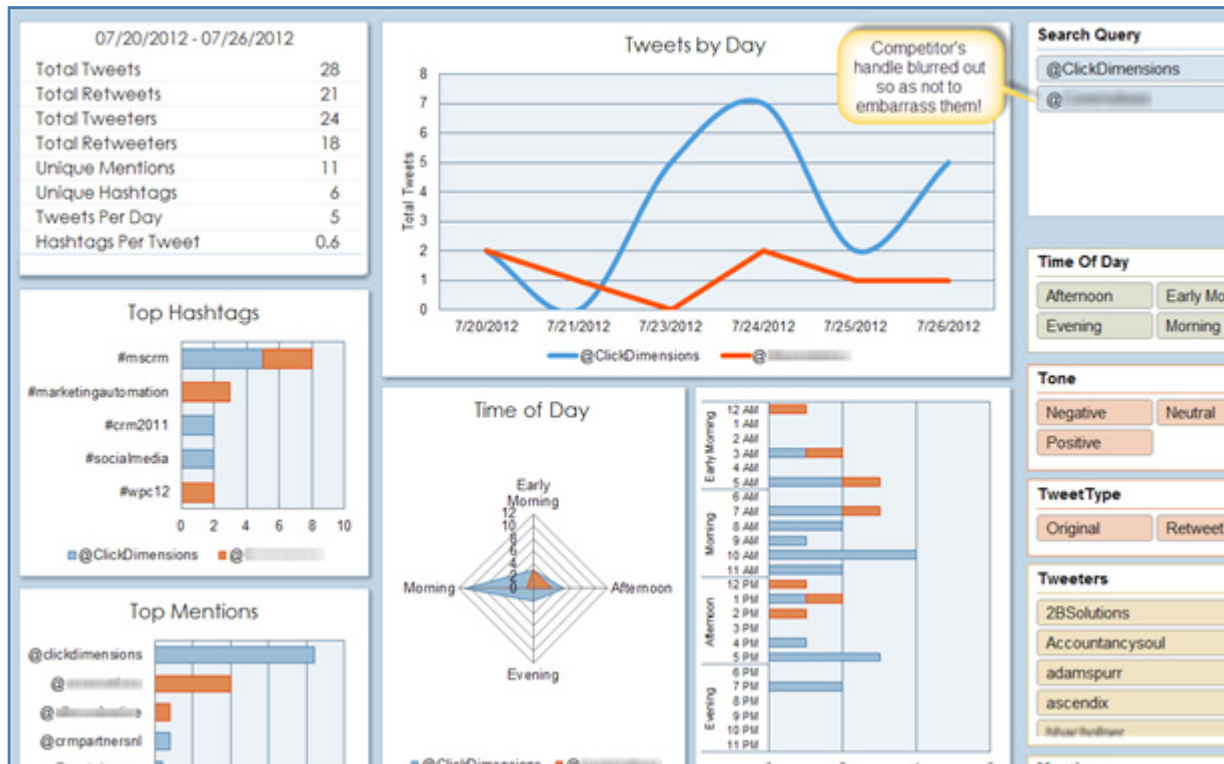 07/20/2012 - 07/26/2012
Total Tweets 28
Total Retweets 21
Total Tweeters 24
Total Retweeters 18
Unique Mentions 11
Unique Hashtags 6
Tweets Per Day 5
Hashtags Per Tweet 0.6
Tweets by Day
Competitor's
handle blurred out
so as not to
embarrass them!
Total Tweets
8
7
6
5
4
3
2
1
0
7/20/2012 7/21/2012 7/23/2012 7/24/2012 7/25/2012 7/26/2012
@ClickDimensions @
Search Query
@ClickDimensions
@
Top Hashtags
#mscrm
#marketingautomation
#crm2011
#socialmedia
#wpc12
0 2 4 6 8 10
@ClickDimensions @
Time of Day
Early
Morning
12
10
8
6
4
2
0
Morning
Afternoon
Evening
@ClickDimensions @
Early Morning
12 AM
1 AM
2 AM
3 AM
4 AM
5 AM
Morning
6 AM
7 AM
8 AM
9 AM
10 AM
11 AM
Afternoon
12 PM
1 PM
2 PM
3 PM
4 PM
5 PM
Evening
6 PM
7 PM
8 PM
9 PM
10 PM
11 PM
Time Of Day
Afternoon Early Mo
Evening Morning
Tone
Negative Neutral
Positive
TweetType
Original Retweet
Tweeters
2BSolutions
Accountancysoul
adamspurr
ascendix
Top Mentions
@clickdimensions
@
@
@crmpartnersnl